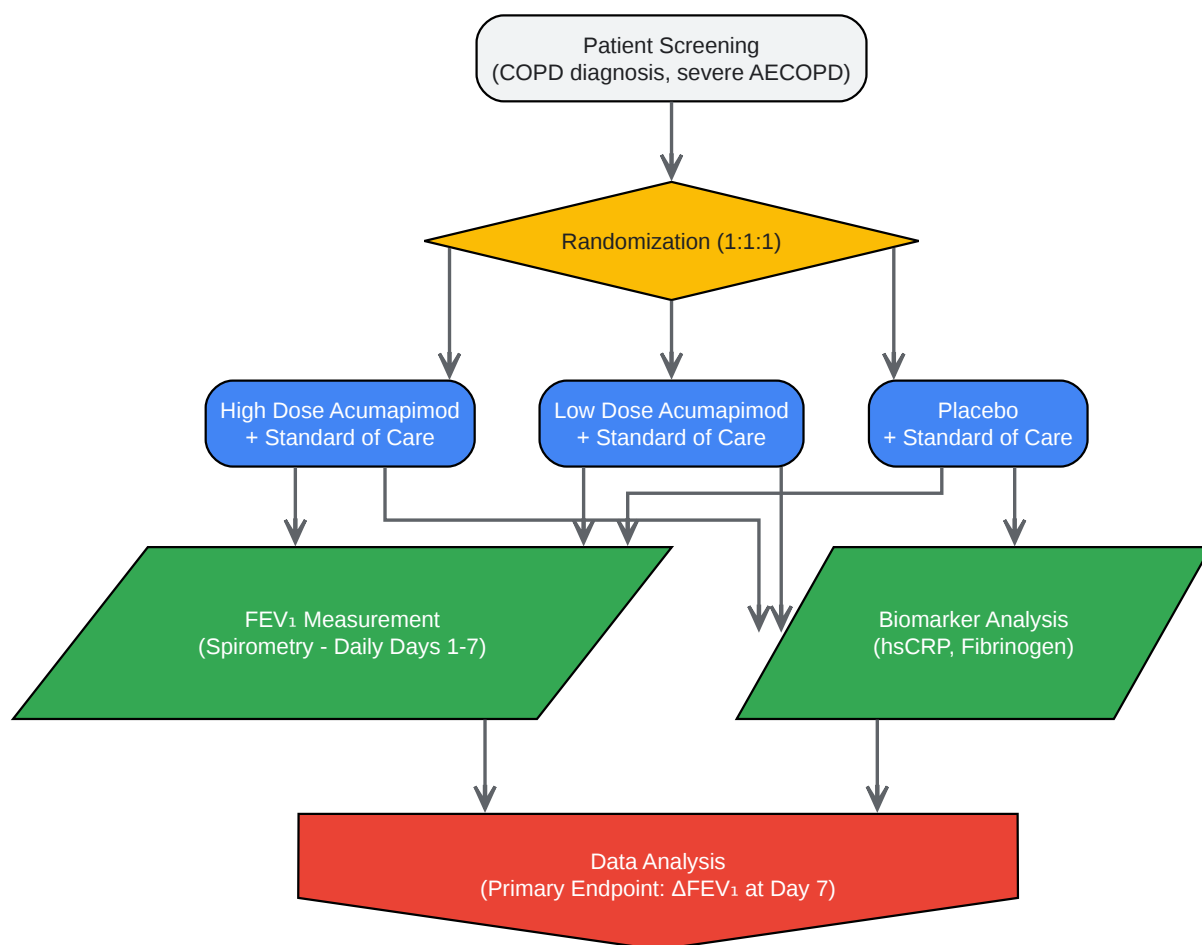 Patient Screening
(COPD diagnosis, severe AECOPD)
Randomization (1:1:1)
High Dose Acumapimod
+ Standard of Care
Low Dose Acumapimod
+ Standard of Care
Placebo
+ Standard of Care
FEV₁ Measurement
(Spirometry - Daily Days 1-7)
Biomarker Analysis
(hsCRP, Fibrinogen)
Data Analysis
(Primary Endpoint: ΔFEV₁ at Day 7)